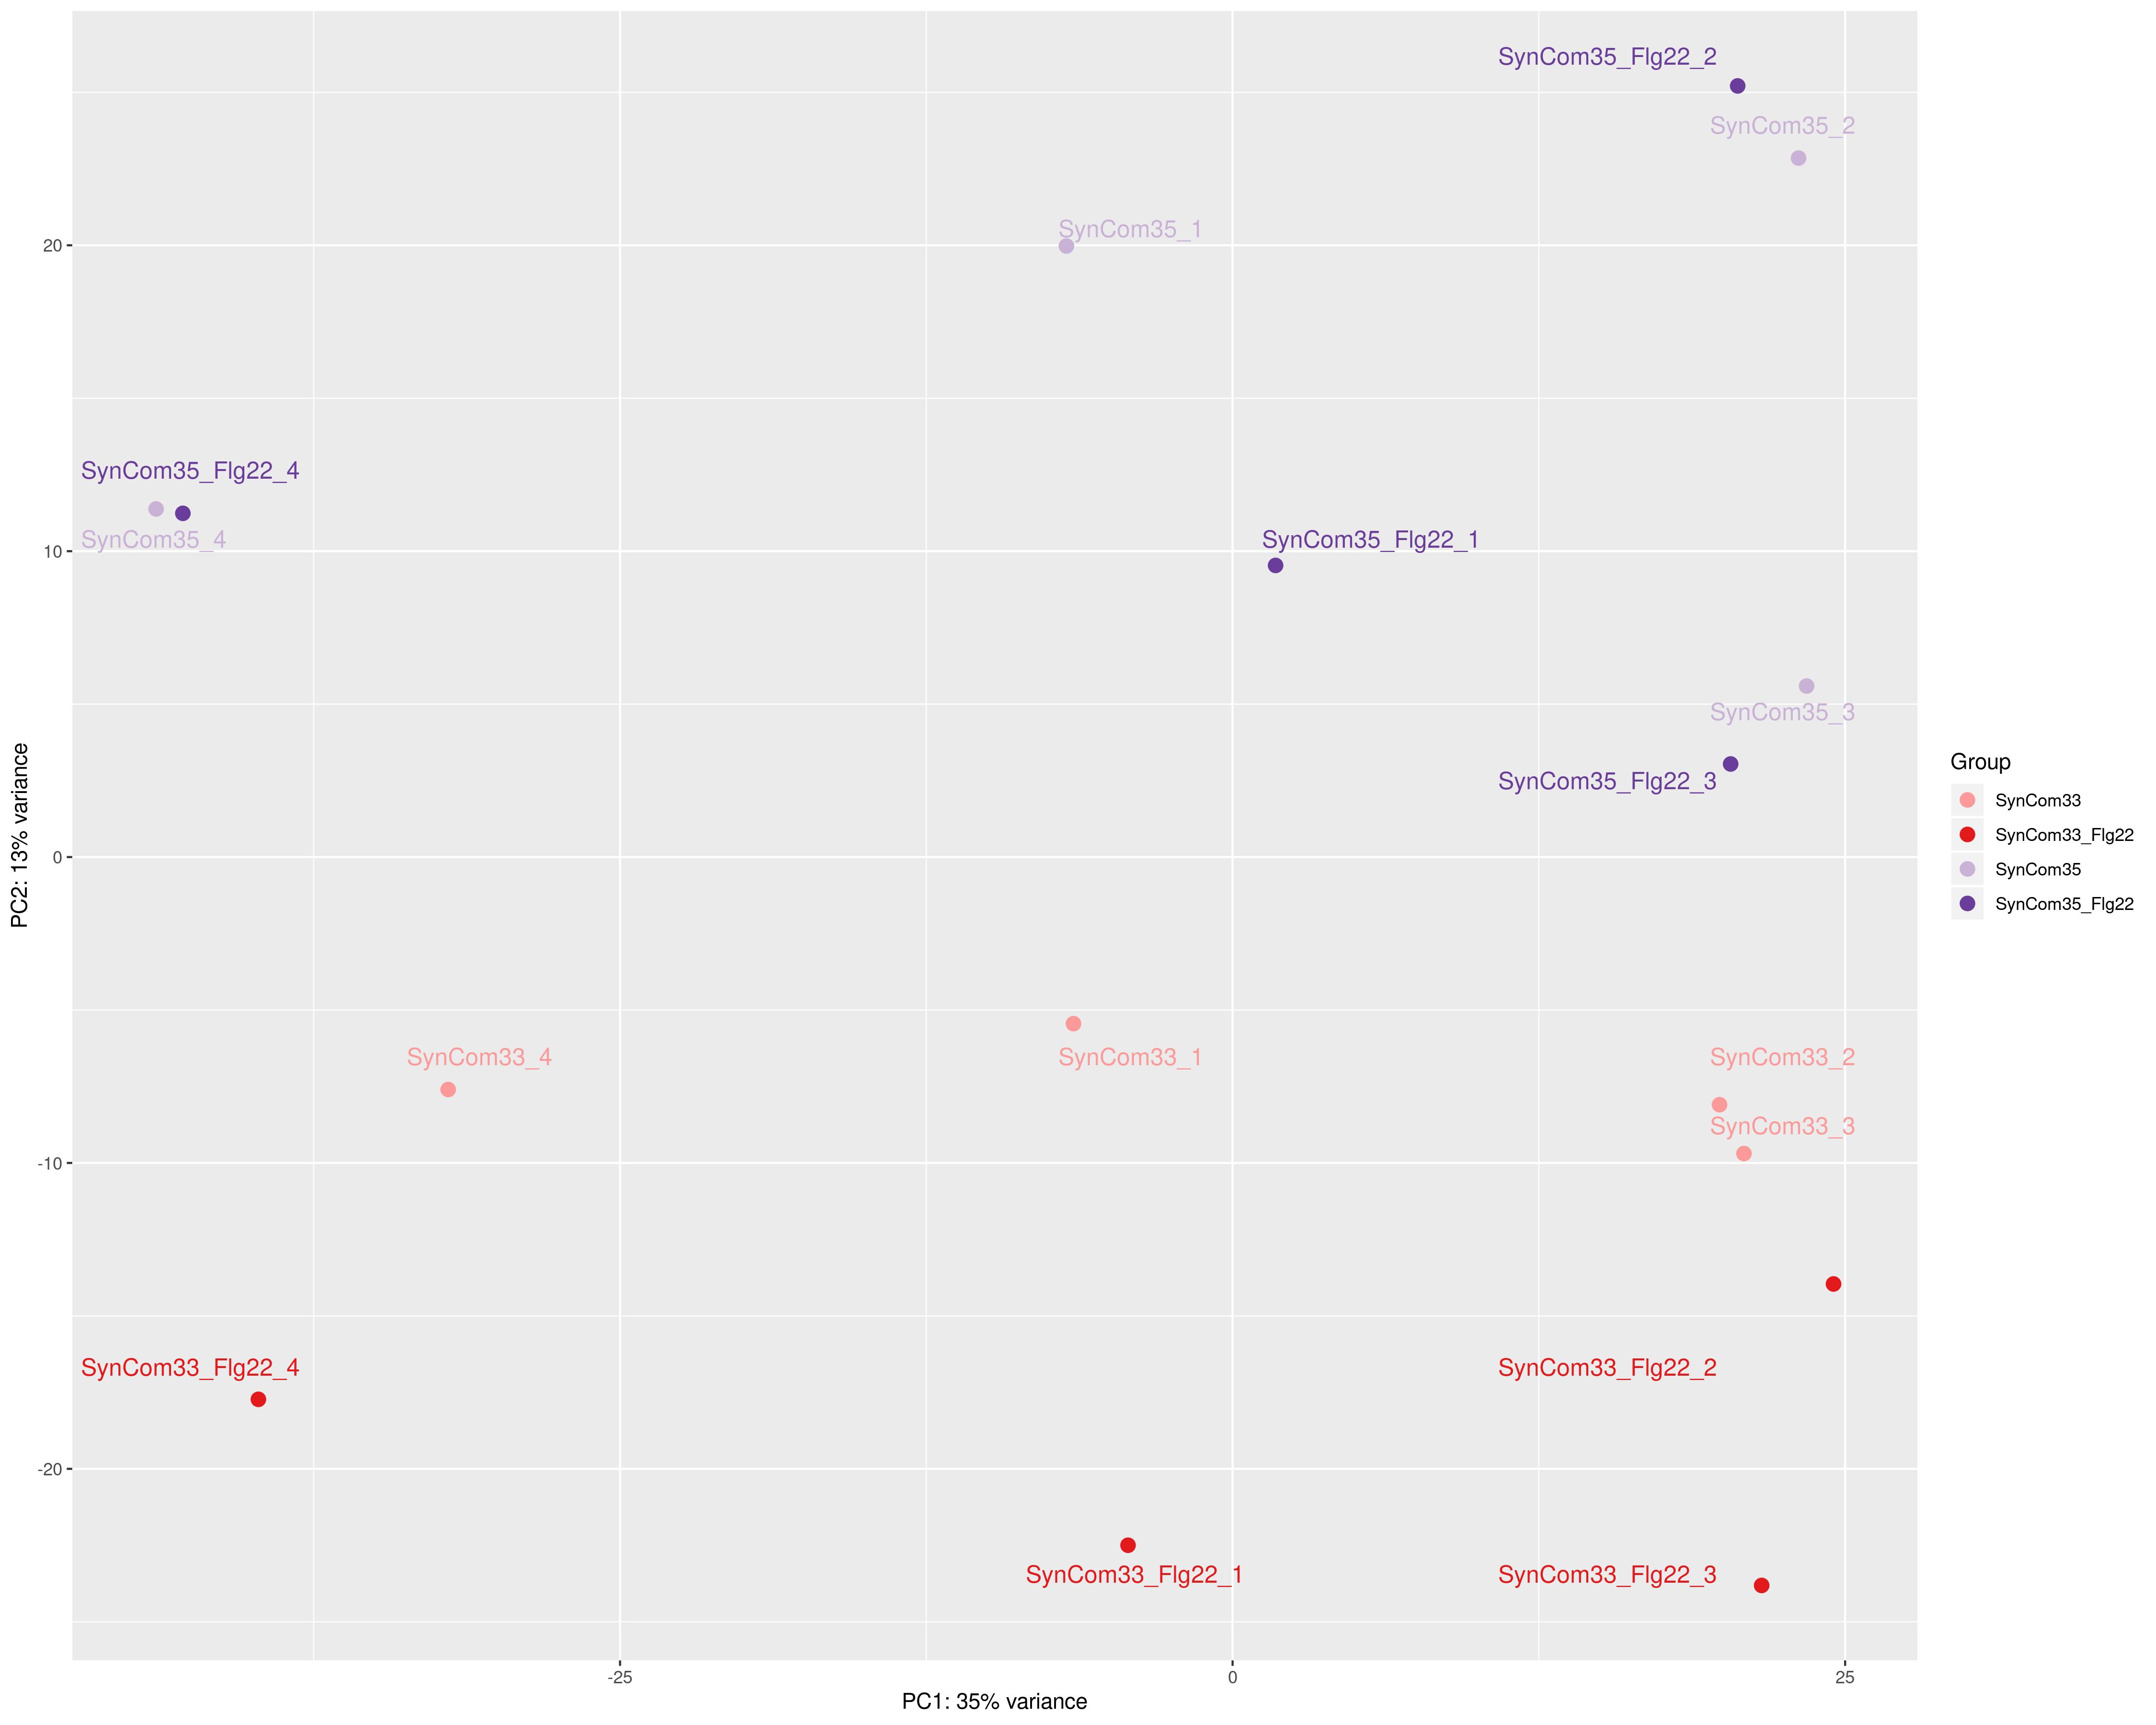 SynCom35_Flg22_2
SynCom35_2
SynCom35_1
20
SynCom35_Flg22_4
SynCom35_4
SynCom35_Flg22_1
10
SynCom35_3
SynCom35_Flg22_3
0
PC2: 13% variance
Group
SynCom33
SynCom33_Flg22
SynCom35
SynCom35_Flg22
SynCom33_4
SynCom33_1
SynCom33_2
SynCom33_3
-10
SynCom33_Flg22_4
SynCom33_Flg22_2
-20
SynCom33_Flg22_1
SynCom33_Flg22_3
-25
0
25
PC1: 35% variance